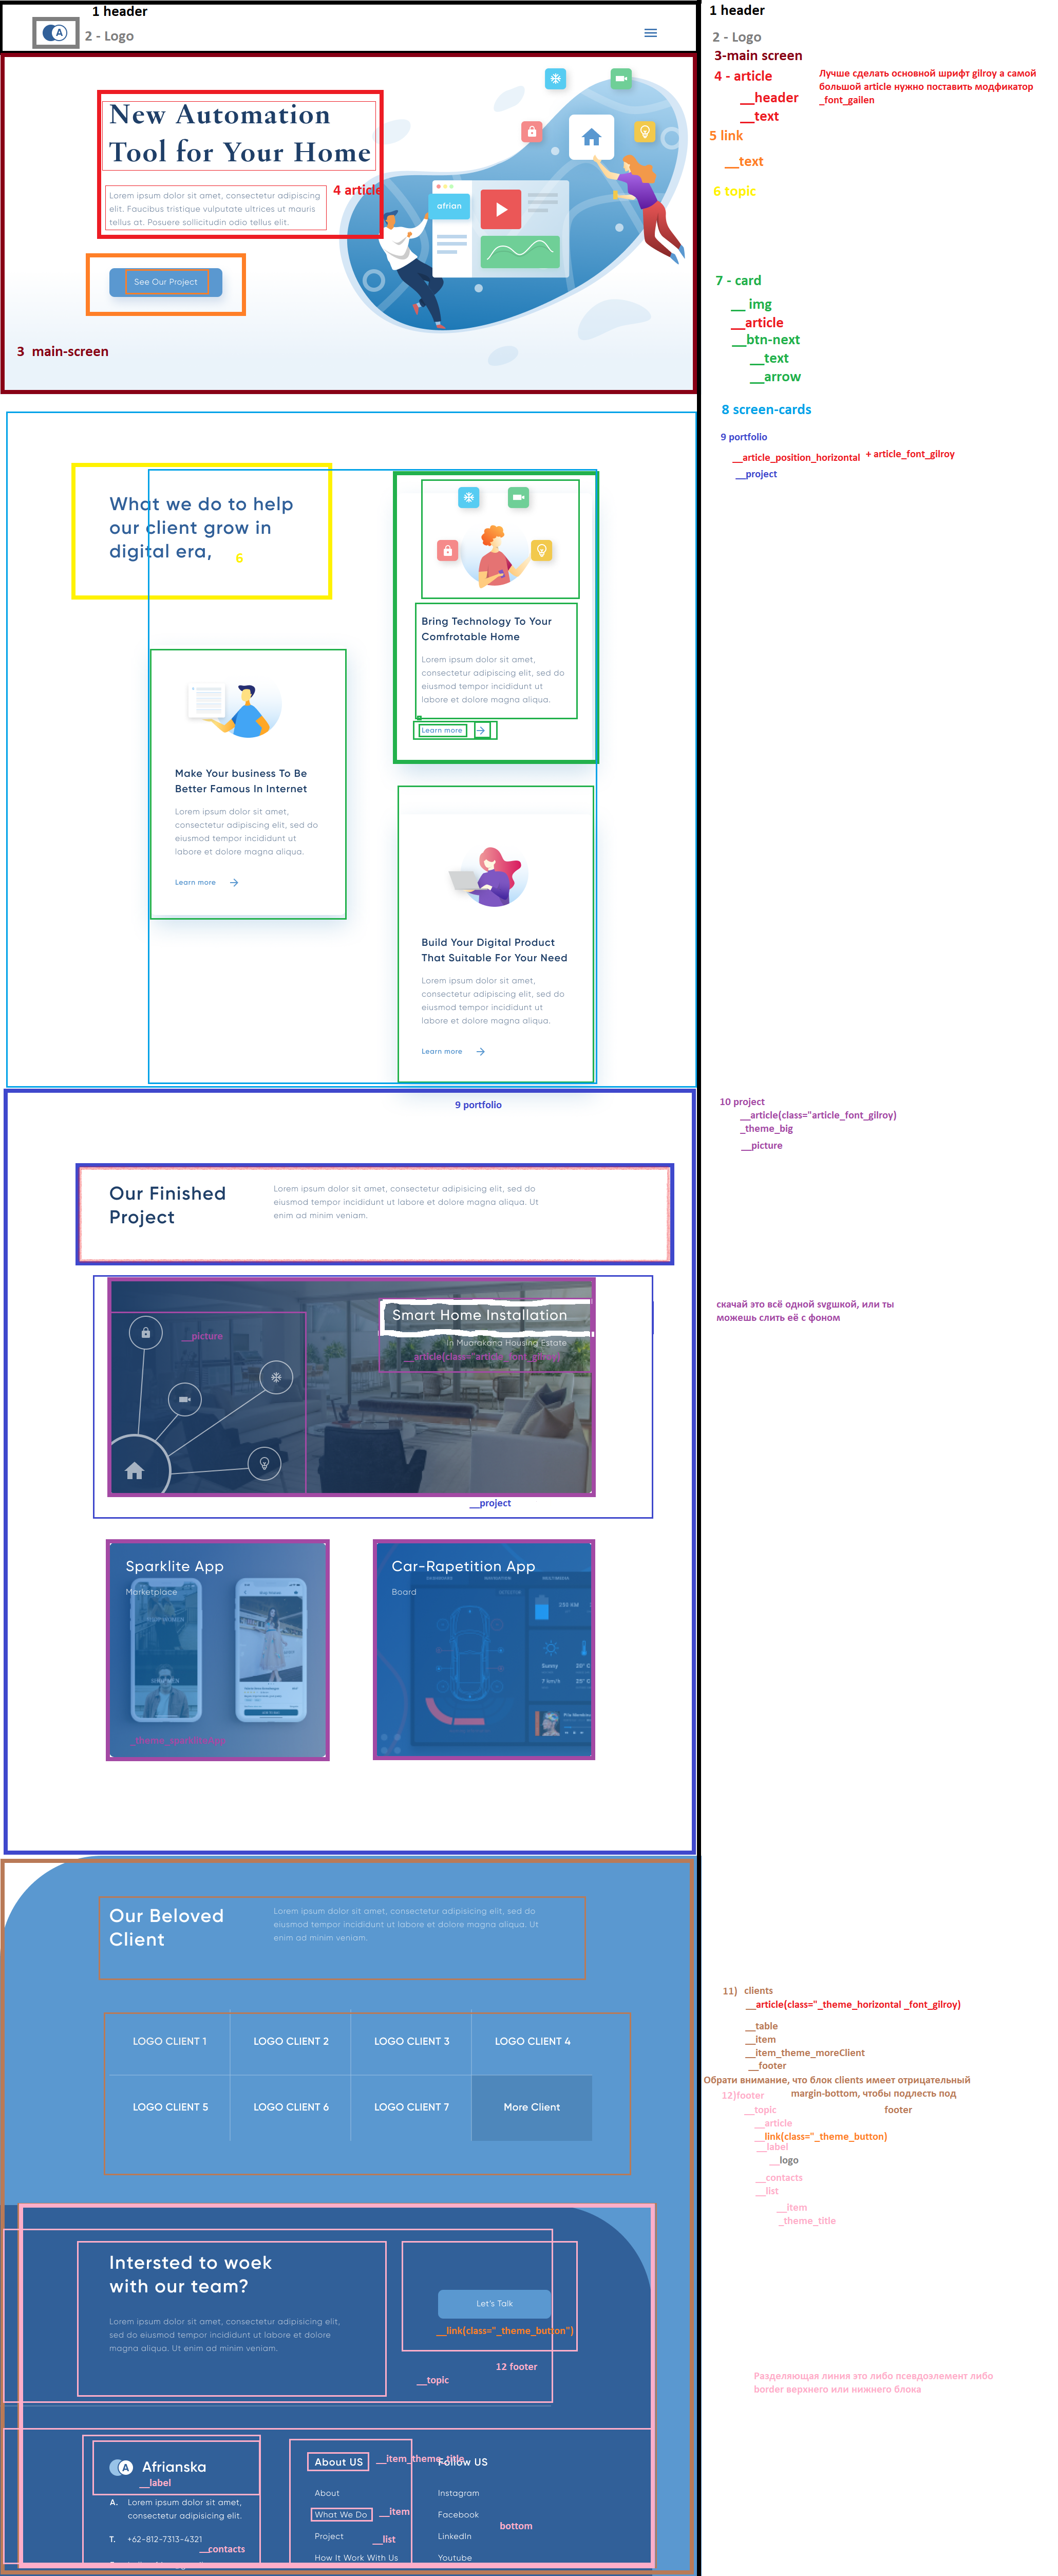 1 header
2 - Logo
A
New Automation
Tool for Your Home
Lorem ipsum dolor sit amet, consectetur adipiscing
elit. Faucibus tristique vulputate ultrices ut mauris
tellus at. Posuere sollicitudin odio tellus elit.
4 article
See Our Project
afrian
3 main-screen
What we do to help
our client grow in
digital era,
6
Bring Technology To Your
Comfrotable Home
Lorem ipsum dolor sit amet,
consectetur adipiscing elit, sed do
eiusmod tempor incididunt ut
labore et dolore magna aliqua.
Learn more
Make Your business To Be
Better Famous In Internet
Lorem ipsum dolor sit amet,
consectetur adipiscing elit, sed do
eiusmod tempor incididunt ut
labore et dolore magna aliqua.
Learn more
Build Your Digital Product
That Suitable For Your Need
Lorem ipsum dolor sit amet,
consectetur adipiscing elit, sed do
eiusmod tempor incididunt ut
labore et dolore magna aliqua.
Learn more
9 portfolio
Our Finished
Project
Lorem ipsum dolor sit amet, consectetur adipisicing elit, sed do
eiusmod tempor incididunt ut labore et dolore magna aliqua. Ut
enim ad minim veniam.
Smart Home Installation
In Muarakand Housing Estate
__article(class="article_font_gilroy)
__picture
__project
Sparklite App
Marketplace
Car-Rapetition App
Board
Sunny
Our Beloved
Client
Lorem ipsum dolor sit amet, consectetur adipisicing elit, sed do
eiusmod tempor incididunt ut labore et dolore magna aliqua. Ut
enim ad minim veniam.
LOGO CLIENT 1
LOGO CLIENT 2
LOGO CLIENT 3
LOGO CLIENT 4
LOGO CLIENT 5
LOGO CLIENT 6
LOGO CLIENT 7
More Client
Intersted to woek
with our team?
Lorem ipsum dolor sit amet, consectetur adipisicing elit,
sed do eiusmod tempor incididunt ut labore et dolore
magna aliqua. Ut enim ad minim veniam.
Let's Talk
__link(class="_theme_button")
12 footer
__topic
A
Afrianska
__label
A. Lorem ipsum dolor sit amet,
consectetur adipisicing elit.
T. +62-812-7313-4321
__contacts
About US
__item_theme_title
About
What We Do
__item
Project
__list
How It Work With Us
Follow US
Instagram
Facebook
bottom
LinkedIn
Youtube
1 header
2 - Logo
3-main screen
4 - article
__header
__text
Лучше сделать основной шрифт gilroy а самой
большой article нужно поставить модфикатор
_font_gailen
5 link
__text
6 topic
7 - card
__ img
__article
__btn-next
__text
__arrow
8 screen-cards
9 portfolio
__article_position_horizontal + article_font_gilroy
__project
10 project
__article(class="article_font_gilroy)
_theme_big
__picture
скачай это всё одной svgшкой, или ты
можешь слить её с фоном
11) clients
__article(class="_theme_horizontal _font_gilroy)
__table
__item
__item_theme_moreClient
__footer
Обрати внимание, что блок clients имеет отрицательный
margin-bottom, чтобы подлесть под
footer
12)footer
__topic
__article
__link(class="_theme_button)
__label
__logo
__contacts
__list
__item
_theme_title
Разделяющая линия это либо псевдоэлемент либо
border верхнего или нижнего блока